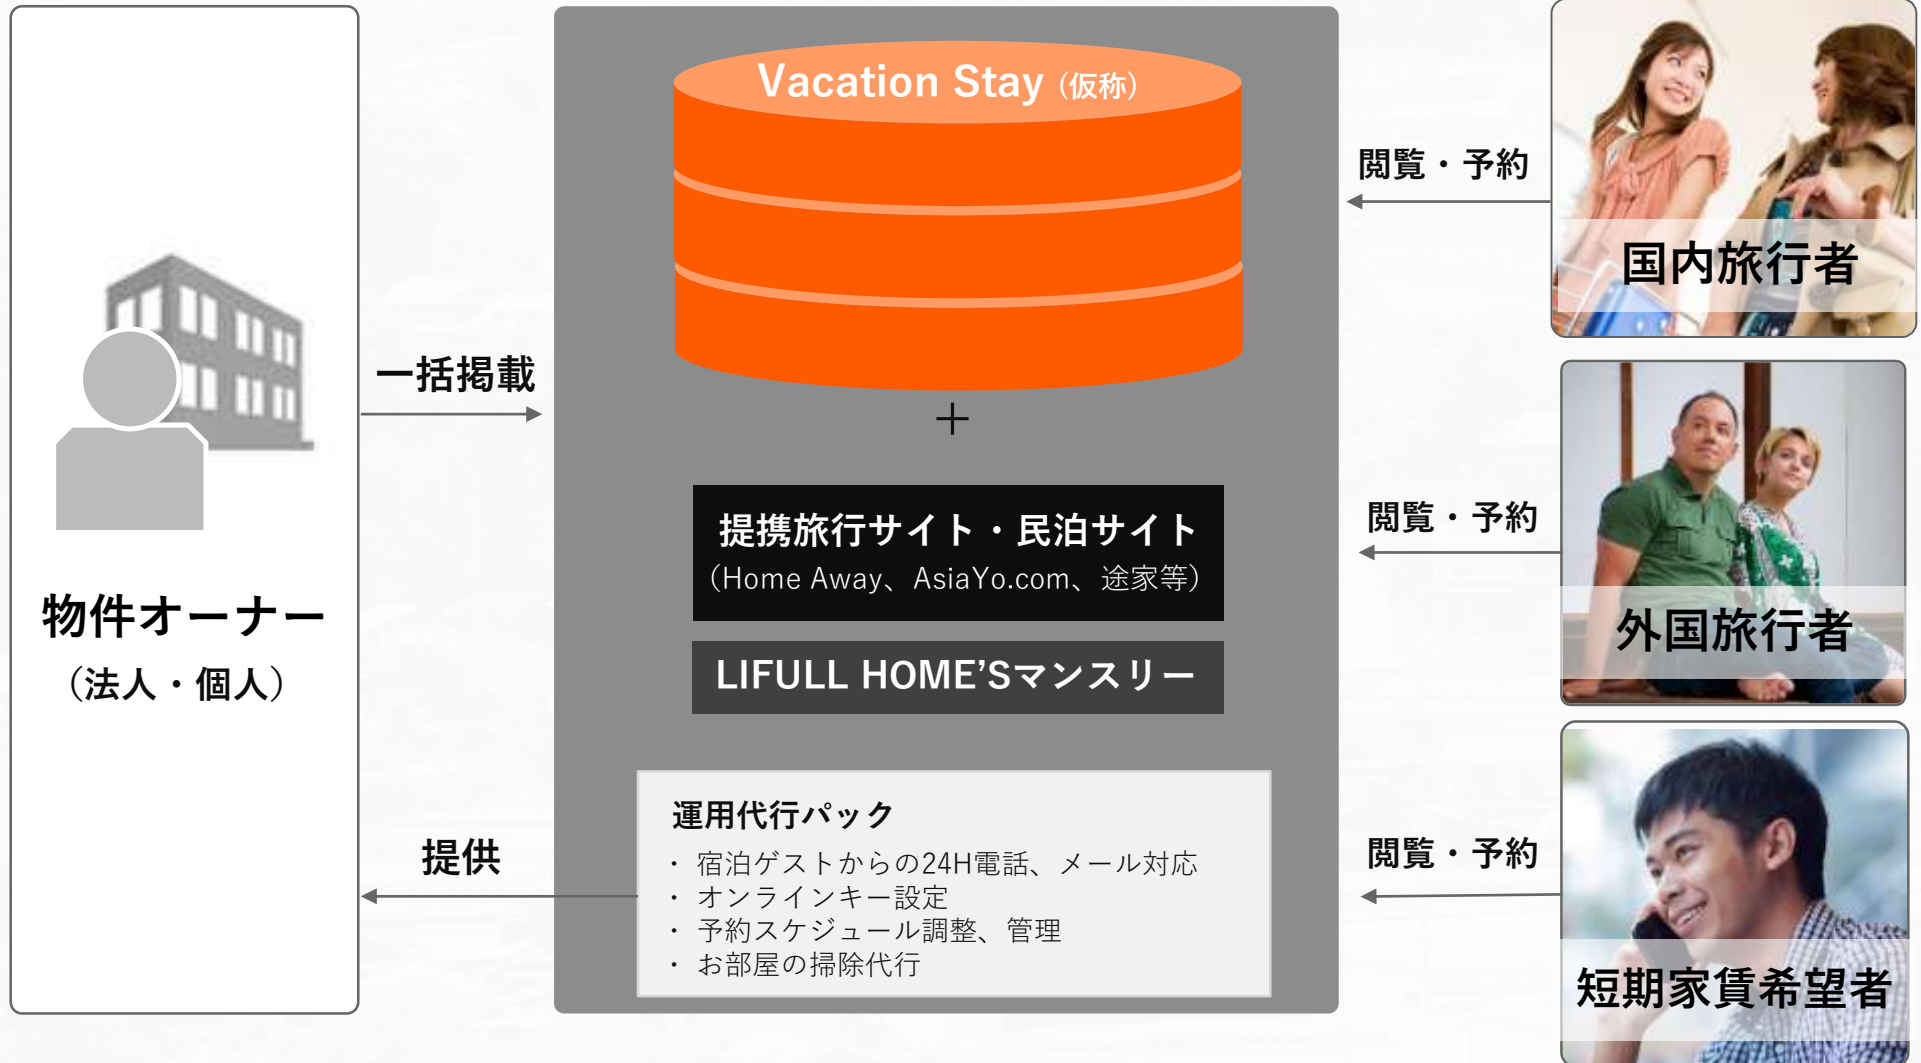 物件オーナー
（法人・個人）
一括掲載
提供
Vacation Stay（仮称）
＋
提携旅行サイト・民泊サイト
（Home Away、AsiaYo.com、途家等）
LIFULL HOME’Sマンスリー
運用代行パック
・ 宿泊ゲストからの24H電話、メール対応
・ オンラインキー設定
・ 予約スケジュール調整、管理
・ お部屋の掃除代行
閲覧・予約
国内旅行者
閲覧・予約
外国旅行者
閲覧・予約
短期家賃希望者